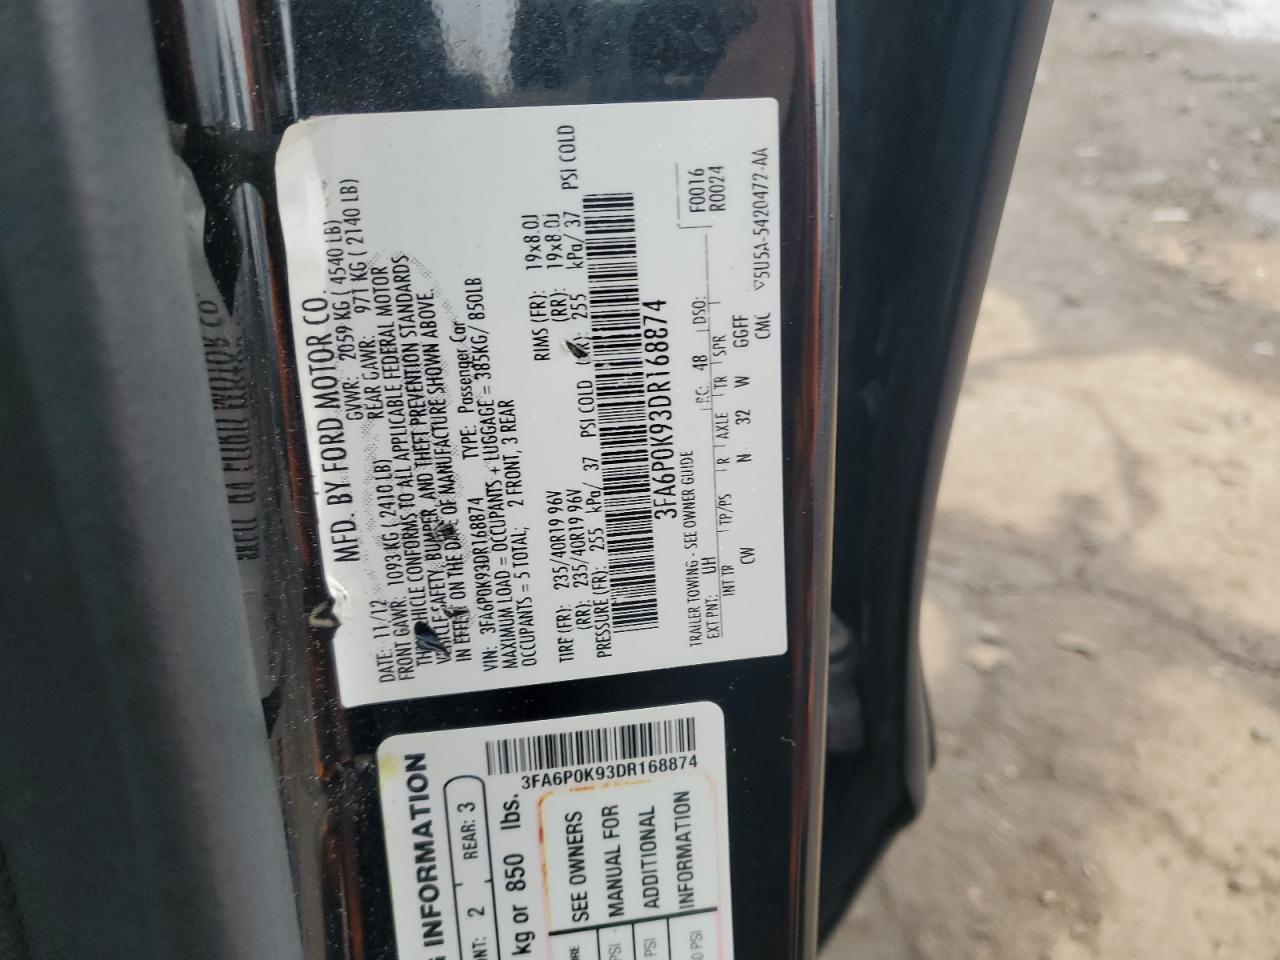 MFD. BY FORD MOTOR CO.
DATE: 11/12 GVWR: 2059 KG ( 4540 LB)
FRONT GAWR: 1093 KG ( 2410 LB) REAR GAWR: 971 KG ( 2140 LB)
VEHICLE CONFORMS TO ALL APPLICABLE FEDERAL MOTOR
SAFETY, BUMPER, AND THEFT PREVENTION STANDARDS
IN EFFECT ON THE DATE OF MANUFACTURE SHOWN ABOVE.
VIN: 3FA6P0K93DR168874 TYPE: Passenger Car
MAXIMUM LOAD = OCCUPANTS + LUGGAGE = 385KG/ 850LB
OCCUPANTS = 5 TOTAL, 2 FRONT, 3 REAR
TIRE (FR): 235/40R19 96V RIMS (FR): 19x8.0J
(RR): 235/40R19 96V (RR): 19x8.0J
PRESSURE (FR): 255 kPa/ 37 PSI COLD (RR): 255 kPa/ 37 PSI COLD
3FA6P0K93DR168874
TRAILER TOWING - SEE OWNER GUIDE F0016
EXT PNT: UH RC: 48 DSO: R0024
INT TR TP/PS R AXLE TR SPR
CW N 32 W GGFF
CMC ▽5U5A-5420472-AA
3FA6P0K93DR168874
INFORMATION
2 REAR: 3
kg or 850 lbs.
SEE OWNERS
MANUAL FOR
ADDITIONAL
INFORMATION
PSI
PSI
PSI